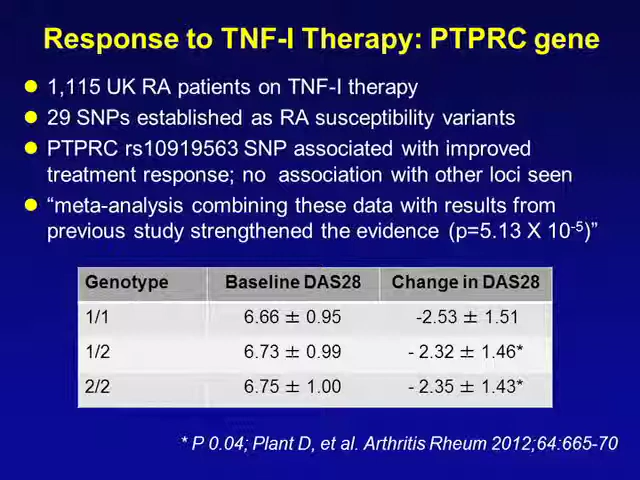 Response to TNF-I Therapy: PTPRC gene
1,115 UK RA patients on TNF-I therapy
29 SNPs established as RA susceptibility variants
PTPRC rs10919563 SNP associated with improved
treatment response; no association with other loci seen
“meta-analysis combining these data with results from
previous study strengthened the evidence (p=5.13 X 10-5)”
Genotype Baseline DAS28 Change in DAS28
1/1 6.66 ± 0.95 -2.53 ± 1.51
1/2 6.73 ± 0.99 - 2.32 ± 1.46*
2/2 6.75 ± 1.00 - 2.35 ± 1.43*
* P 0.04; Plant D, et al. Arthritis Rheum 2012;64:665-70